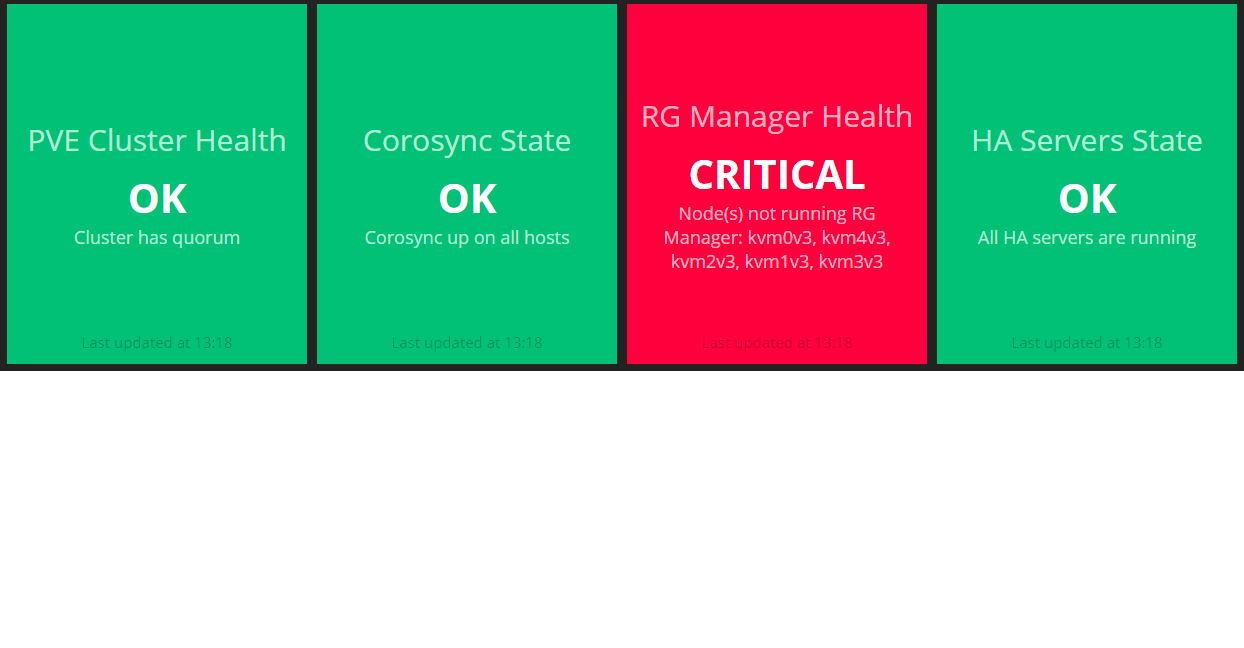 PVE Cluster Health
OK
Cluster has quorum
Last updated at 13:18
Corosync State
OK
Corosync up on all hosts
Last updated at 13:18
RG Manager Health
CRITICAL
Node(s) not running RG
Manager: kvm0v3, kvm4v3,
kvm2v3, kvm1v3, kvm3v3
Last updated at 13:18
HA Servers State
OK
All HA servers are running
Last updated at 13:18